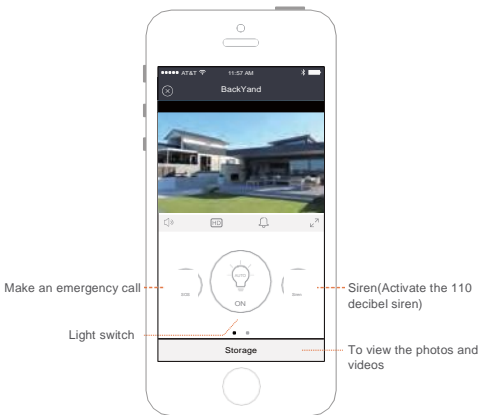 AT&T 11:57 AM
BackYand
HD
AUTO
ON
Make an emergency call
Siren(Activate the 110
decibel siren)
Light switch
Storage
To view the photos and
videos